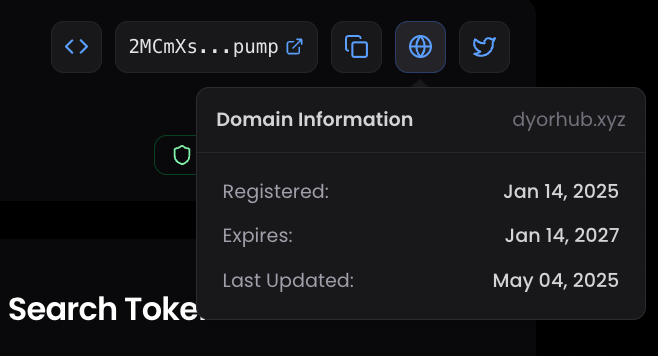 2MCmXs...pump
Domain Information dyorhub.xyz
Registered: Jan 14, 2025
Expires: Jan 14, 2027
Last Updated: May 04, 2025
Search